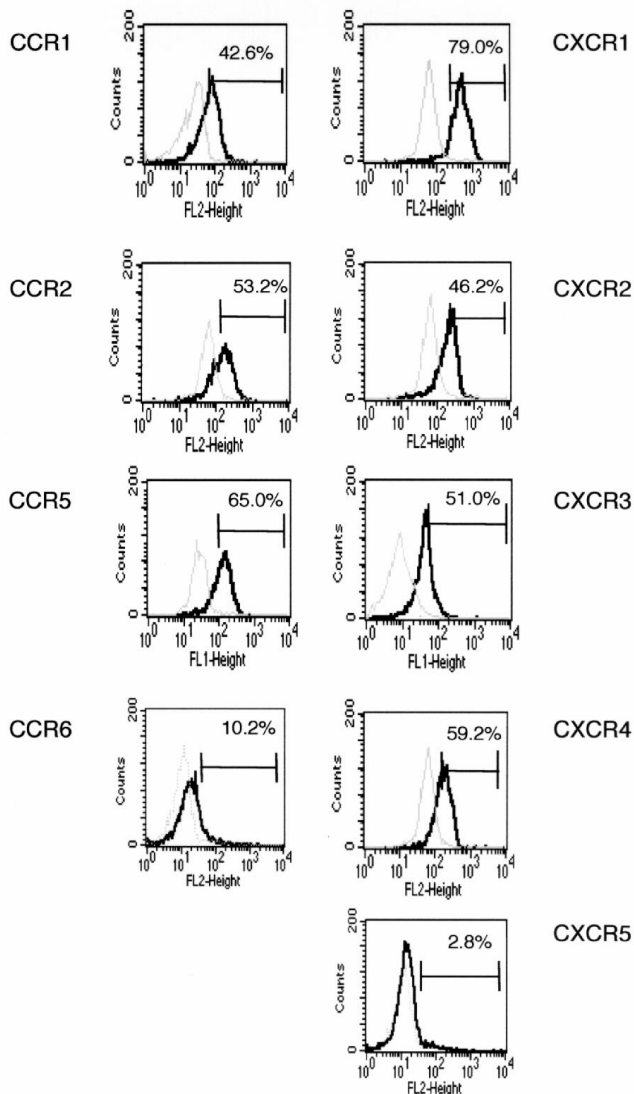 CCR1
200
Counts
0
42.6%
10^0 10^1 10^2 10^3 10^4
FL2-Height
CXCR1
200
Counts
0
79.0%
10^0 10^1 10^2 10^3 10^4
FL2-Height
CCR2
200
Counts
0
53.2%
10^0 10^1 10^2 10^3 10^4
FL2-Height
CXCR2
200
Counts
0
46.2%
10^0 10^1 10^2 10^3 10^4
FL2-Height
CCR5
200
Counts
0
65.0%
10^0 10^1 10^2 10^3 10^4
FL1-Height
CXCR3
200
Counts
0
51.0%
10^0 10^1 10^2 10^3 10^4
FL1-Height
CCR6
200
Counts
0
10.2%
10^0 10^1 10^2 10^3 10^4
FL2-Height
CXCR4
200
Counts
0
59.2%
10^0 10^1 10^2 10^3 10^4
FL2-Height
CXCR5
200
Counts
0
2.8%
10^0 10^1 10^2 10^3 10^4
FL2-Height